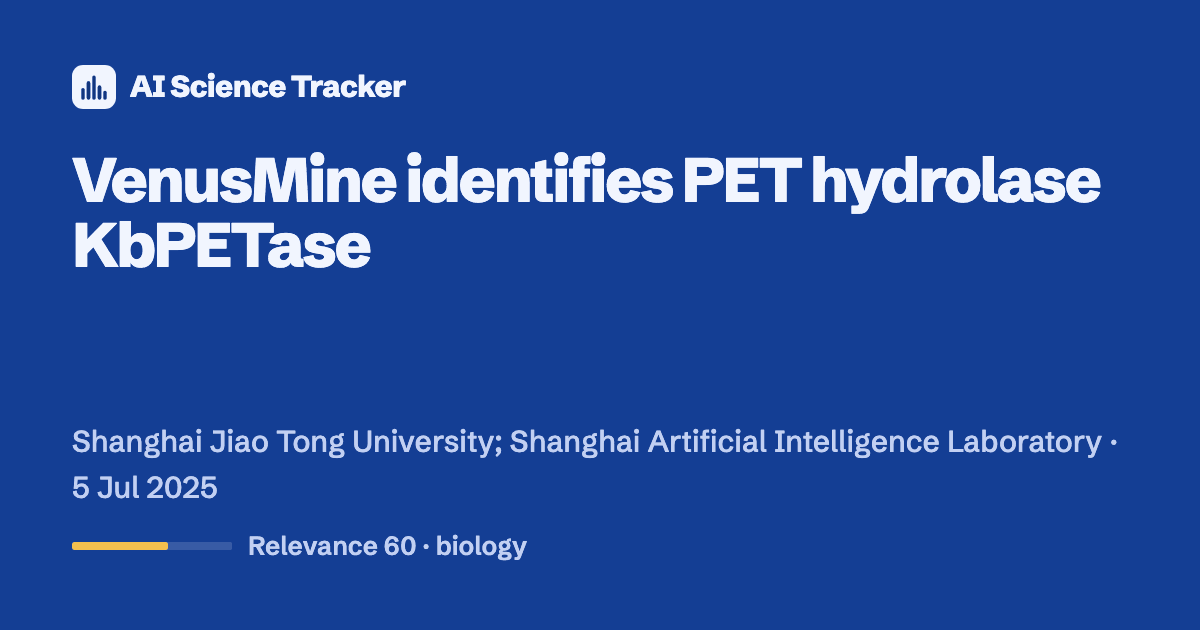 AI Science Tracker
VenusMine identifies PET hydrolase
KbPETase
Shanghai Jiao Tong University; Shanghai Artificial Intelligence Laboratory ·
5 Jul 2025
Relevance 60 · biology